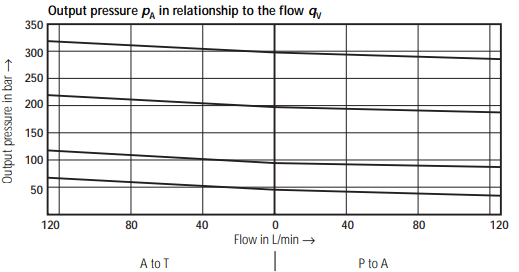 Output pressure pA in relationship to the flow qV
Output pressure in bar →
350
300
250
200
150
100
50
120 80 40 0 40 80 120
Flow in L/min →
A to T P to A